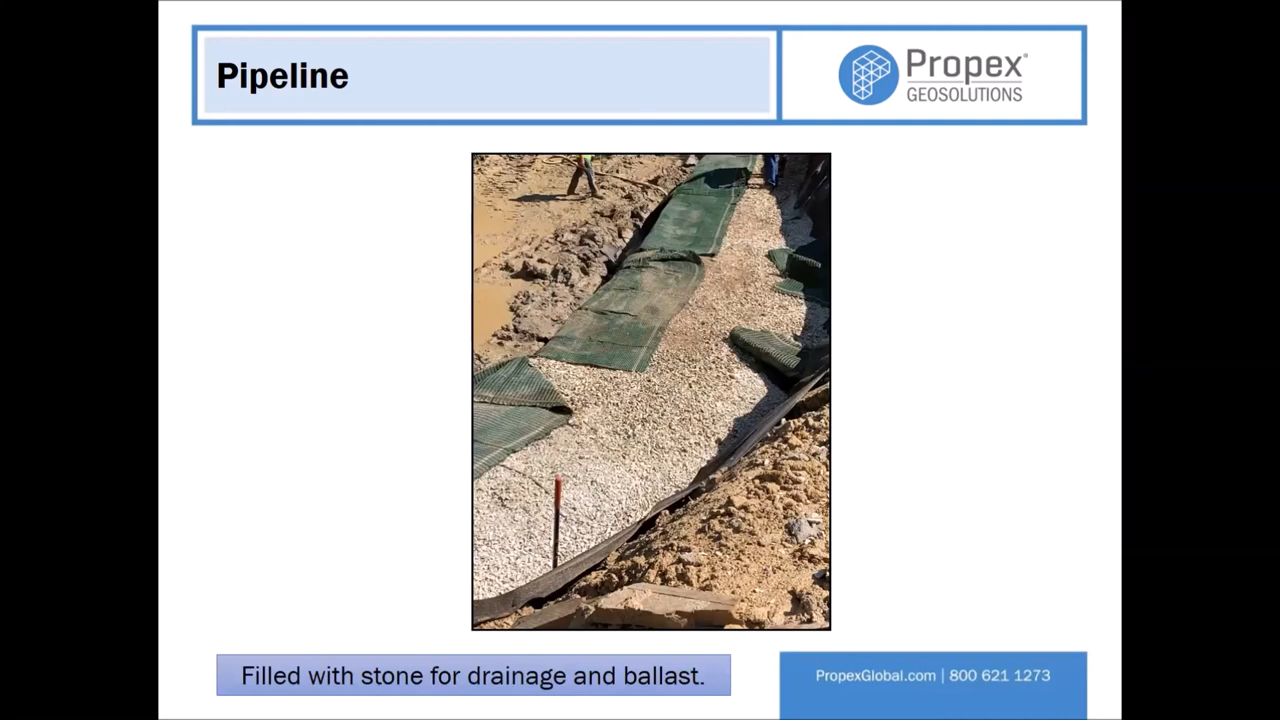 Pipeline
Propex®
GEOSOLUTIONS
Filled with stone for drainage and ballast.
PropexGlobal.com | 800 621 1273